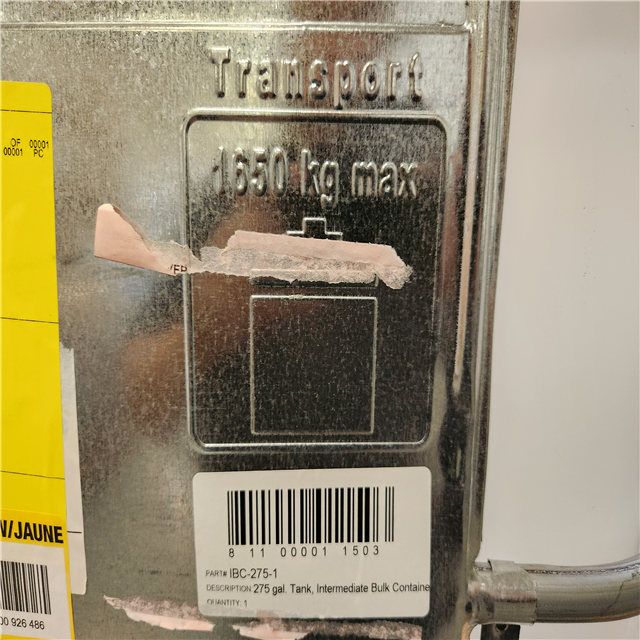 Transport
1650 kg max
OF 00001
00001 PC
N/JAUNE
00 926 486
8 11 00001 1503
PART# IBC-275-1
DESCRIPTION 275 gal. Tank, Intermediate Bulk Containe
QUANTITY: 1